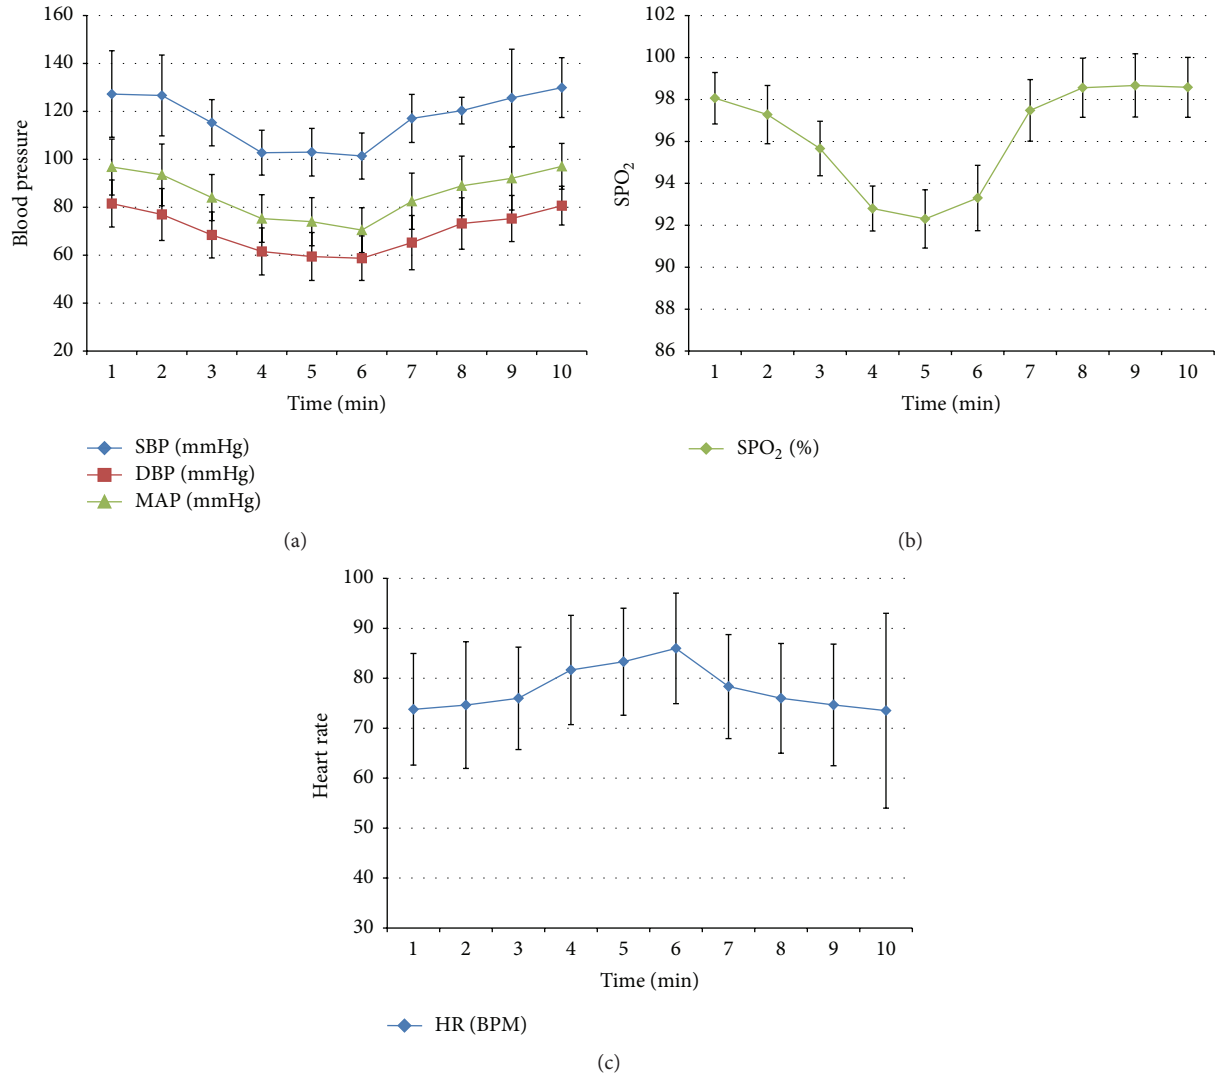 160
140
120
100
80
60
40
20
Blood pressure
1 2 3 4 5 6 7 8 9 10
Time (min)
SBP (mmHg)
DBP (mmHg)
MAP (mmHg)
(a)
102
100
98
96
94
92
90
88
86
SPO₂
1 2 3 4 5 6 7 8 9 10
Time (min)
SPO₂ (%)
(b)
100
90
80
70
60
50
40
30
Heart rate
1 2 3 4 5 6 7 8 9 10
Time (min)
HR (BPM)
(c)